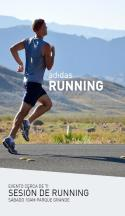 adidas
RUNNING
EVENTO CERCA DE TI
SESIÓN DE RUNNING
SÁBADO 10AM PARQUE GRANDE